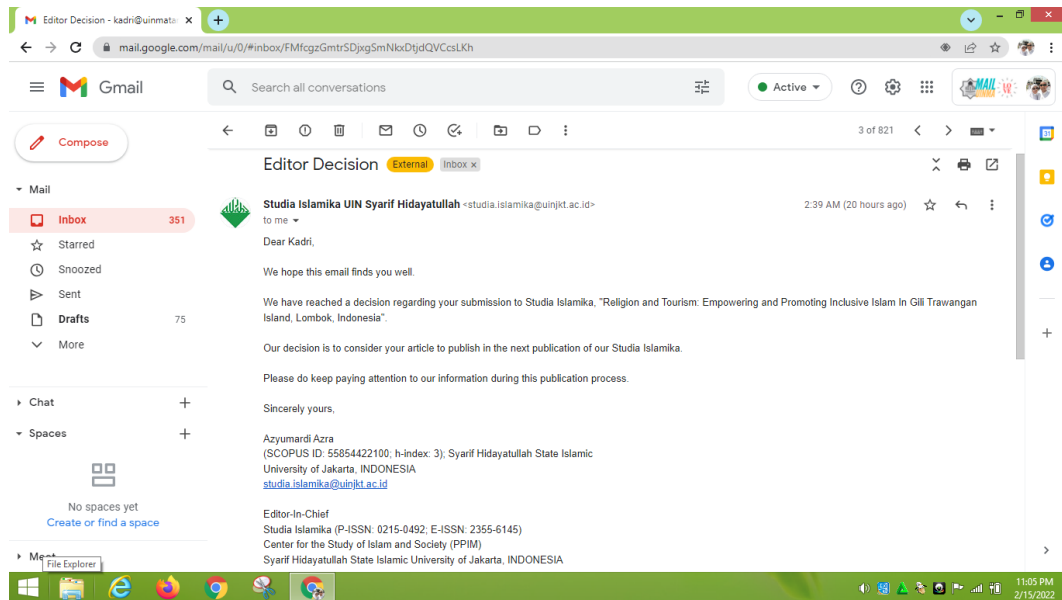 Editor Decision - kadri@uinmata
mail.google.com/mail/u/0/#inbox/FMfcgzGmtrSDjxgSmNkxDtjdQVCcsLKh
Gmail
Search all conversations
Active
Compose
3 of 821
Editor Decision External Inbox x
Mail
Inbox 351
Starred
Snoozed
Sent
Drafts 75
More
Chat
Spaces
No spaces yet
Create or find a space
File Explorer
Studia Islamika UIN Syarif Hidayatullah <studia.islamika@uinjkt.ac.id>
2:39 AM (20 hours ago)
to me
Dear Kadri,
We hope this email finds you well.
We have reached a decision regarding your submission to Studia Islamika, "Religion and Tourism: Empowering and Promoting Inclusive Islam In Gili Trawangan
Island, Lombok, Indonesia".
Our decision is to consider your article to publish in the next publication of our Studia Islamika.
Please do keep paying attention to our information during this publication process.
Sincerely yours,
Azyumardi Azra
(SCOPUS ID: 55854422100; h-index: 3); Syarif Hidayatullah State Islamic
University of Jakarta, INDONESIA
studia.islamika@uinjkt.ac.id
Editor-In-Chief
Studia Islamika (P-ISSN: 0215-0492; E-ISSN: 2355-6145)
Center for the Study of Islam and Society (PPIM)
Syarif Hidayatullah State Islamic University of Jakarta, INDONESIA
31
11:05 PM
2/15/2022